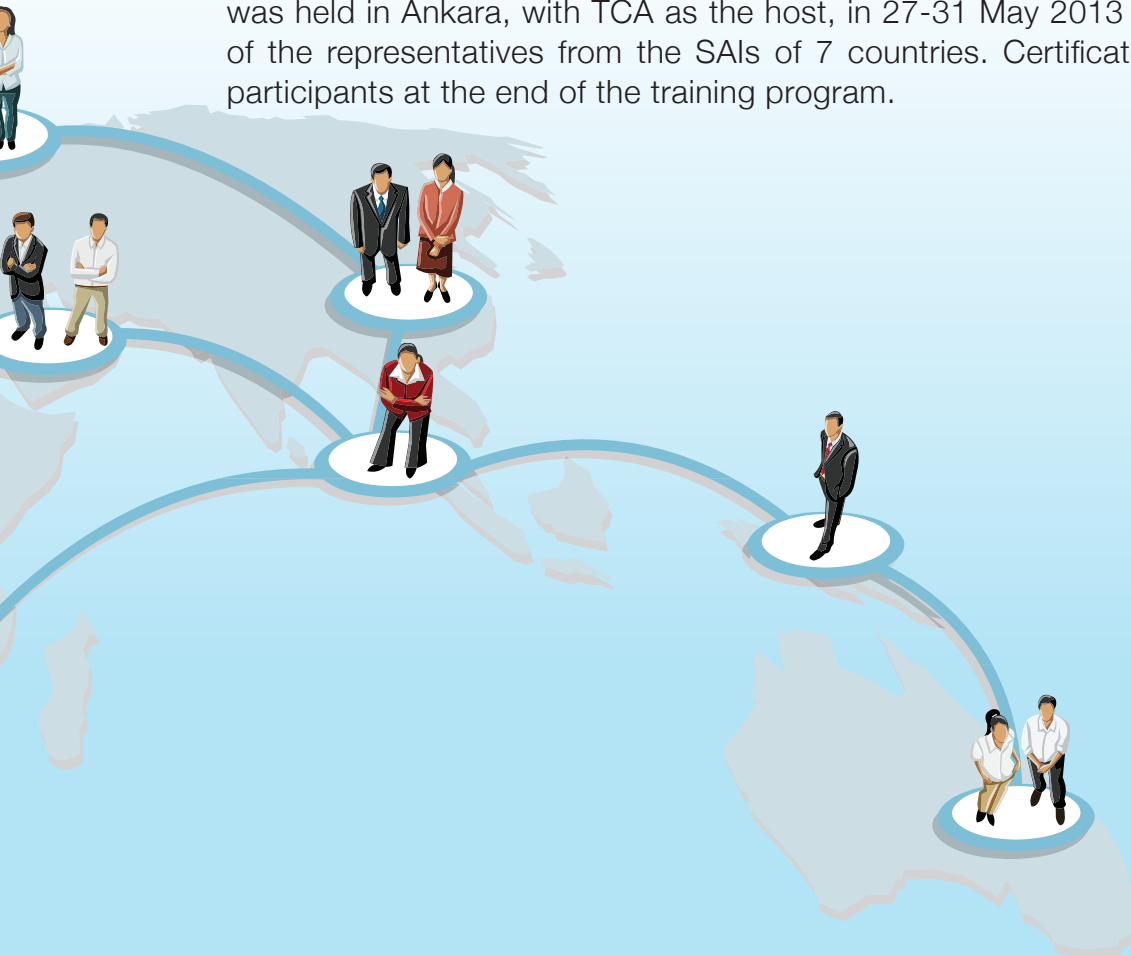 was held in Ankara, with TCA as the host, in 27-31 May 2013
of the representatives from the SAIs of 7 countries. Certificat
participants at the end of the training program.